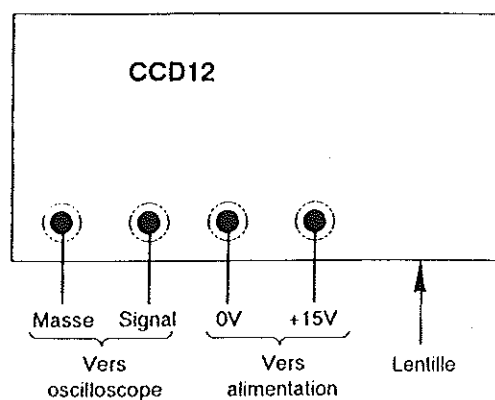 CCD12
Masse Signal 0V +15V
Vers oscilloscope
Vers alimentation
Lentille